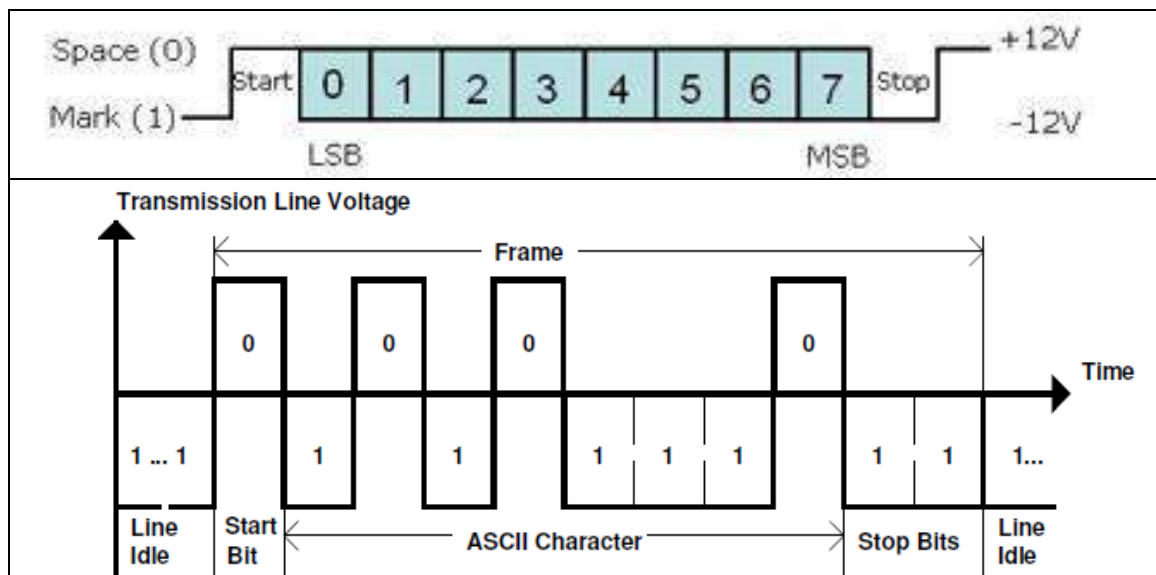 Space (0)
+12V
Start 0 1 2 3 4 5 6 7 Stop
Mark (1)
-12V
LSB MSB
Transmission Line Voltage
Frame
0 0 0 0
Time
1 ... 1 1 1 1 1 1 1 1 1...
Line Idle
Start Bit
ASCII Character
Stop Bits
Line Idle